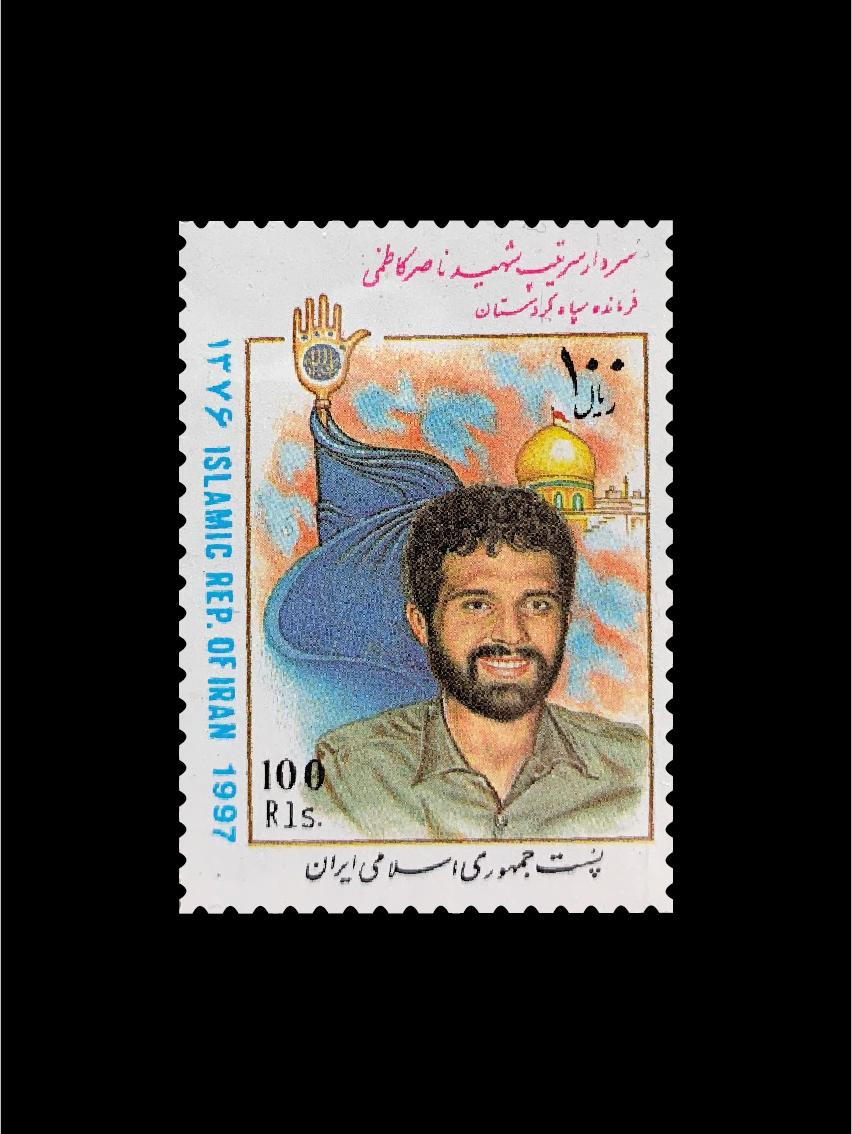 سردار سرتیپ شهید ناصر کاظمی
فرمانده سپاه کردستان
۱۰۰
ریال
۱۳۷۶ ISLAMIC REP. OF IRAN 1997
100
Rls.
پست جمهوری اسلامی ایران